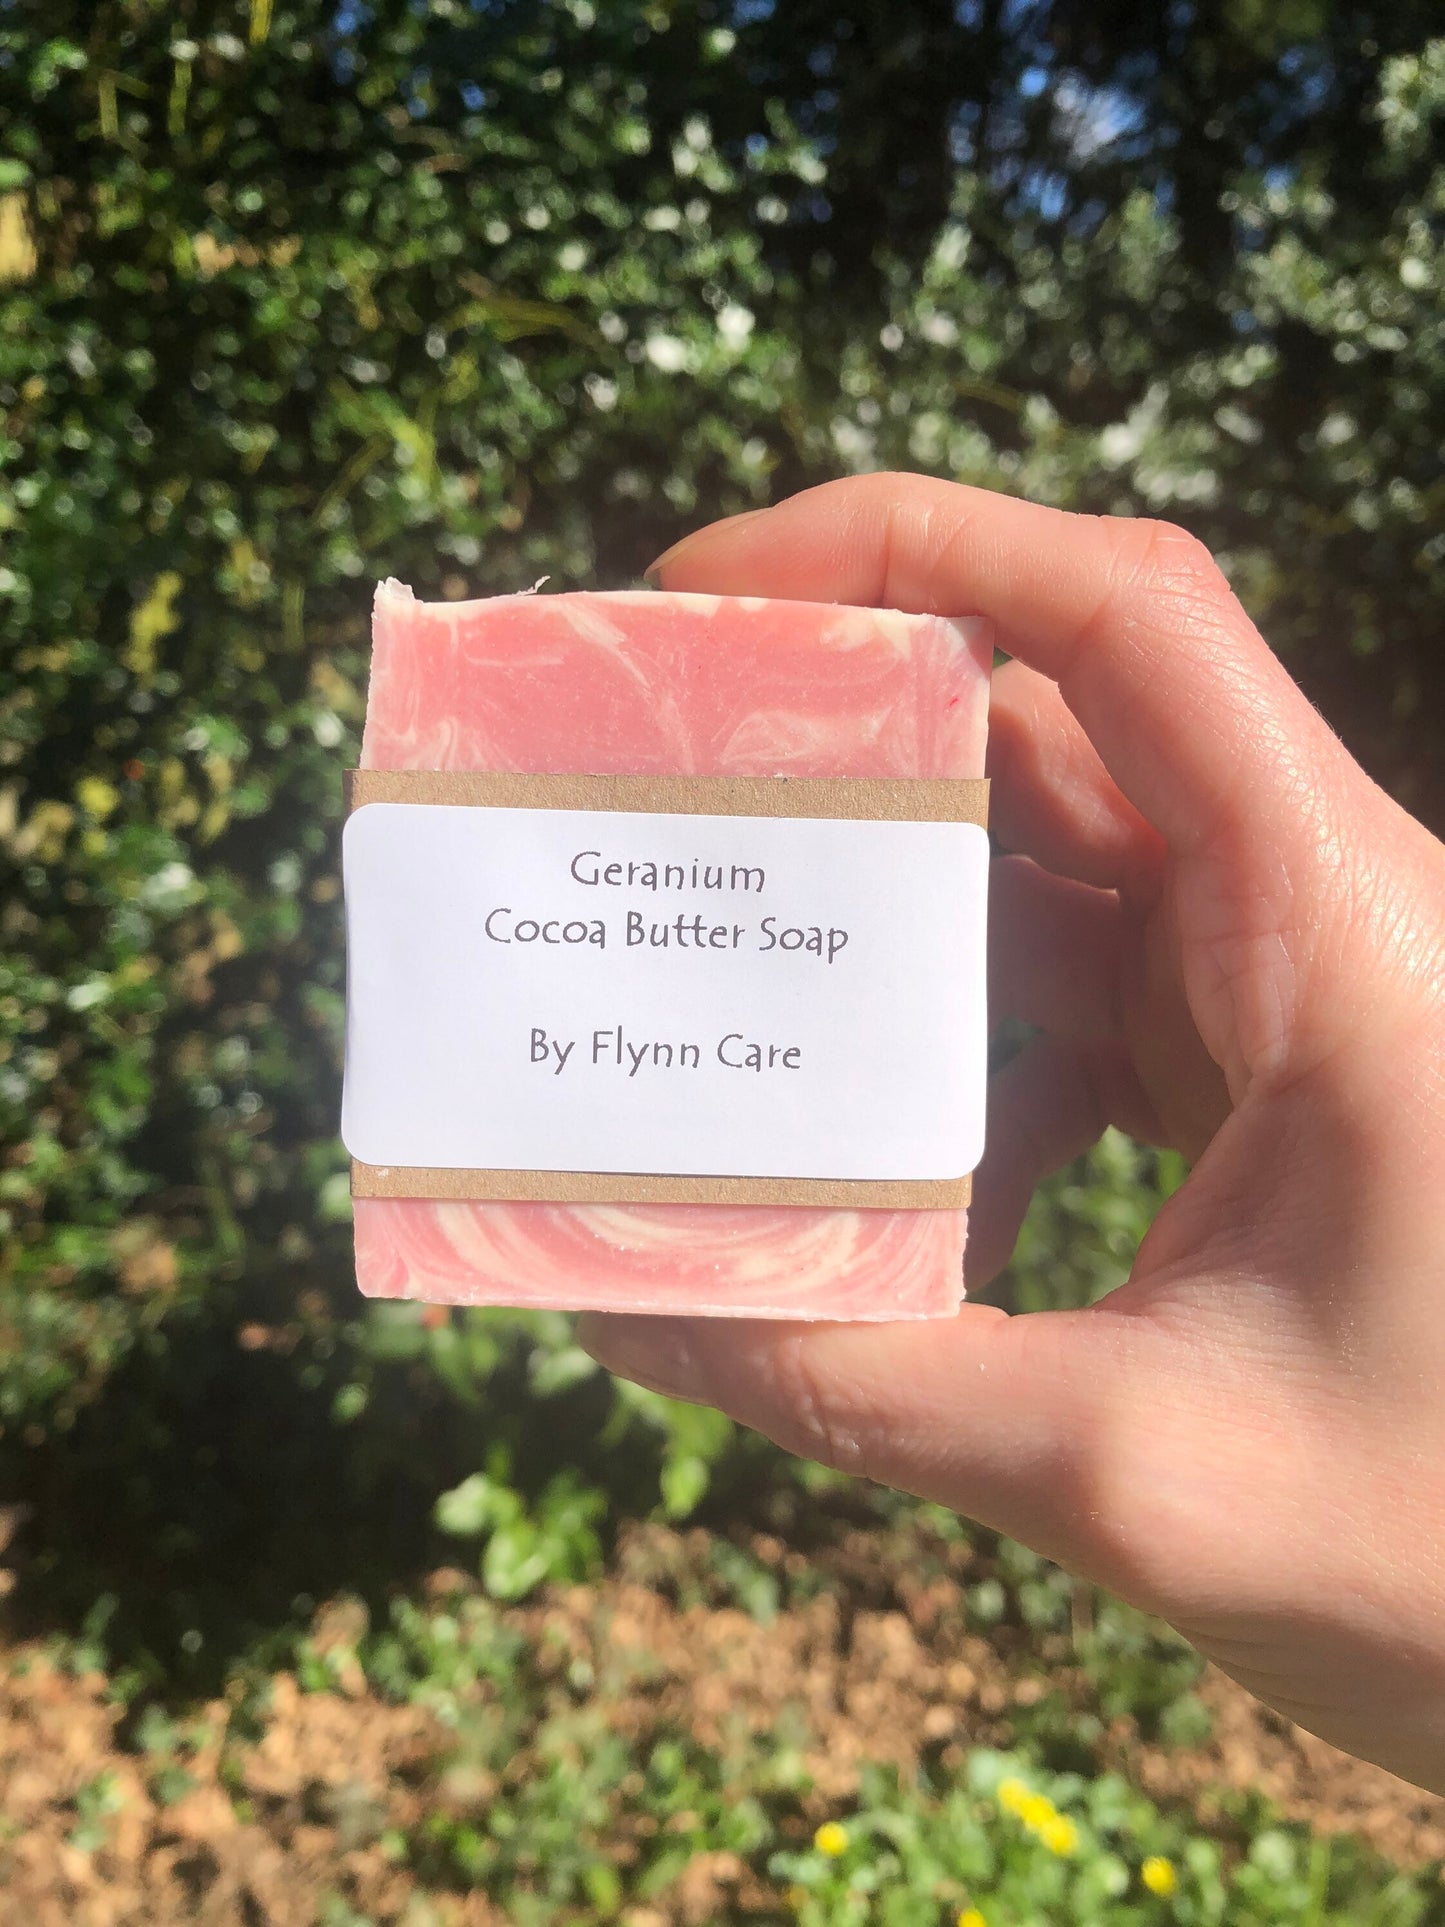 Geranium
Cocoa Butter Soap
By Flynn Care